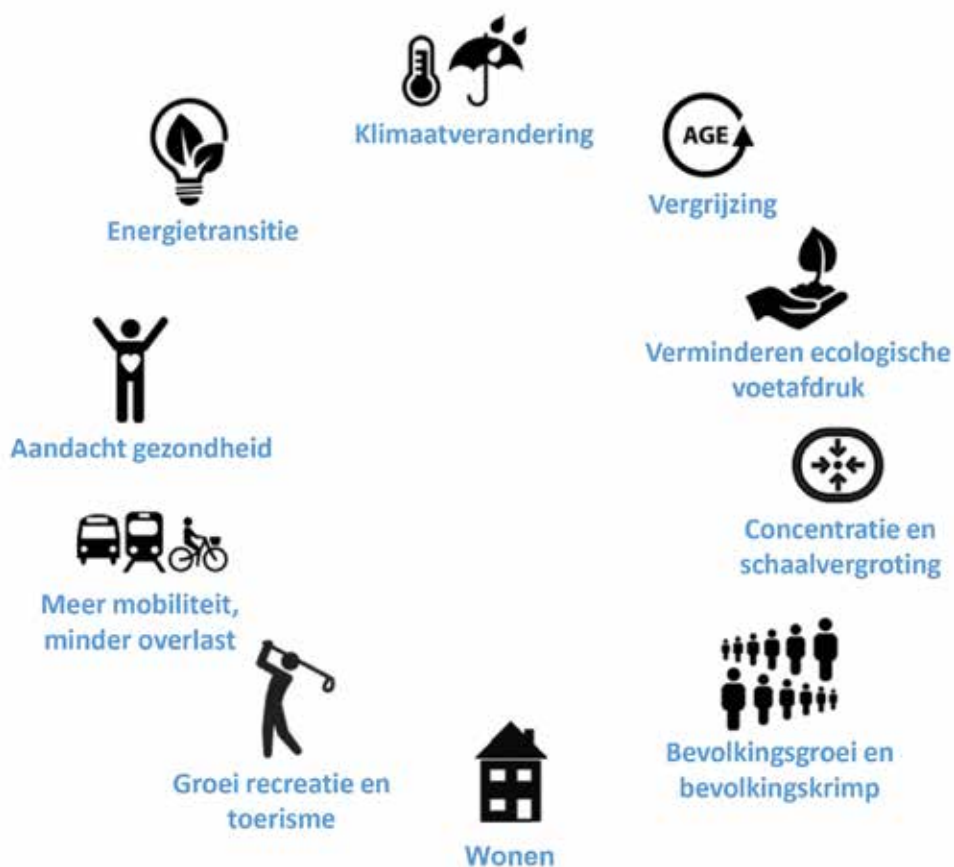 Klimaatverandering
AGE
Vergrijzing
Verminderen ecologische
voetafdruk
Concentratie en
schaalvergroting
Bevolkingsgroei en
bevolkingskrimp
Wonen
Groei recreatie en
toerisme
Meer mobiliteit,
minder overlast
Aandacht gezondheid
Energietransitie